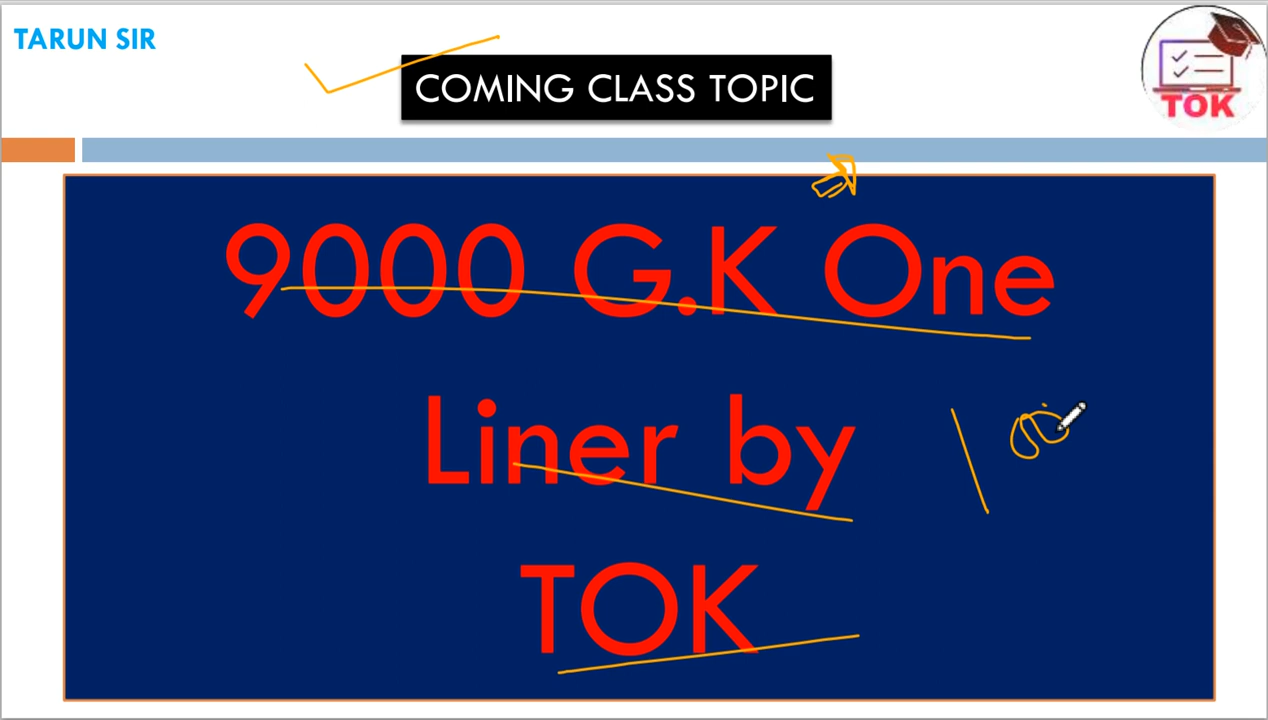 TARUN SIR
COMING CLASS TOPIC
TOK
9000 G.K One
Liner by
TOK